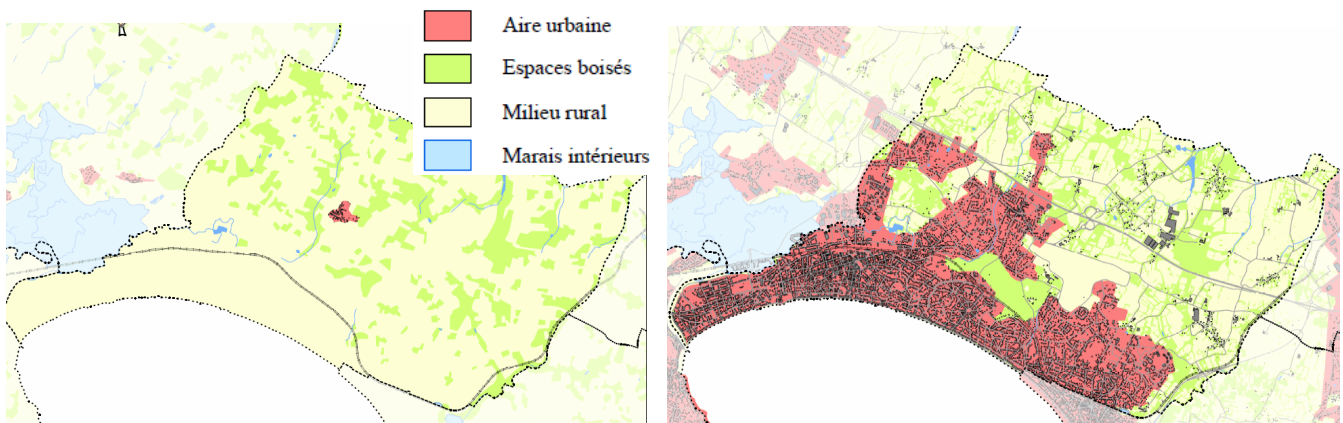 Aire urbaine
Espaces boisés
Milieu rural
Marais intérieurs